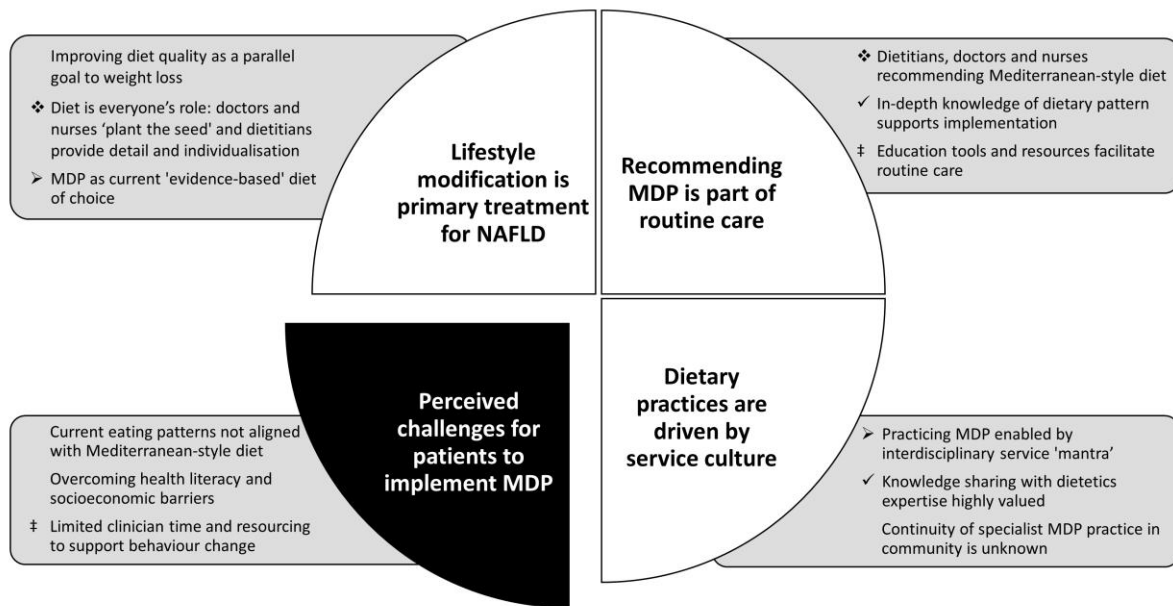 Improving diet quality as a parallel
goal to weight loss
❖ Diet is everyone's role: doctors and
nurses ‘plant the seed' and dietitians
provide detail and individualisation
➢ MDP as current 'evidence-based' diet
of choice
Lifestyle
modification is
primary treatment
for NAFLD
Recommending
MDP is part of
routine care
❖ Dietitians, doctors and nurses
recommending Mediterranean-style diet
✓ In-depth knowledge of dietary pattern
supports implementation
‡ Education tools and resources facilitate
routine care
Current eating patterns not aligned
with Mediterranean-style diet
Overcoming health literacy and
socioeconomic barriers
‡ Limited clinician time and resourcing
to support behaviour change
Perceived
challenges for
patients to
implement MDP
Dietary
practices are
driven by
service culture
➢ Practicing MDP enabled by
interdisciplinary service 'mantra’
✓ Knowledge sharing with dietetics
expertise highly valued
Continuity of specialist MDP practice in
community is unknown